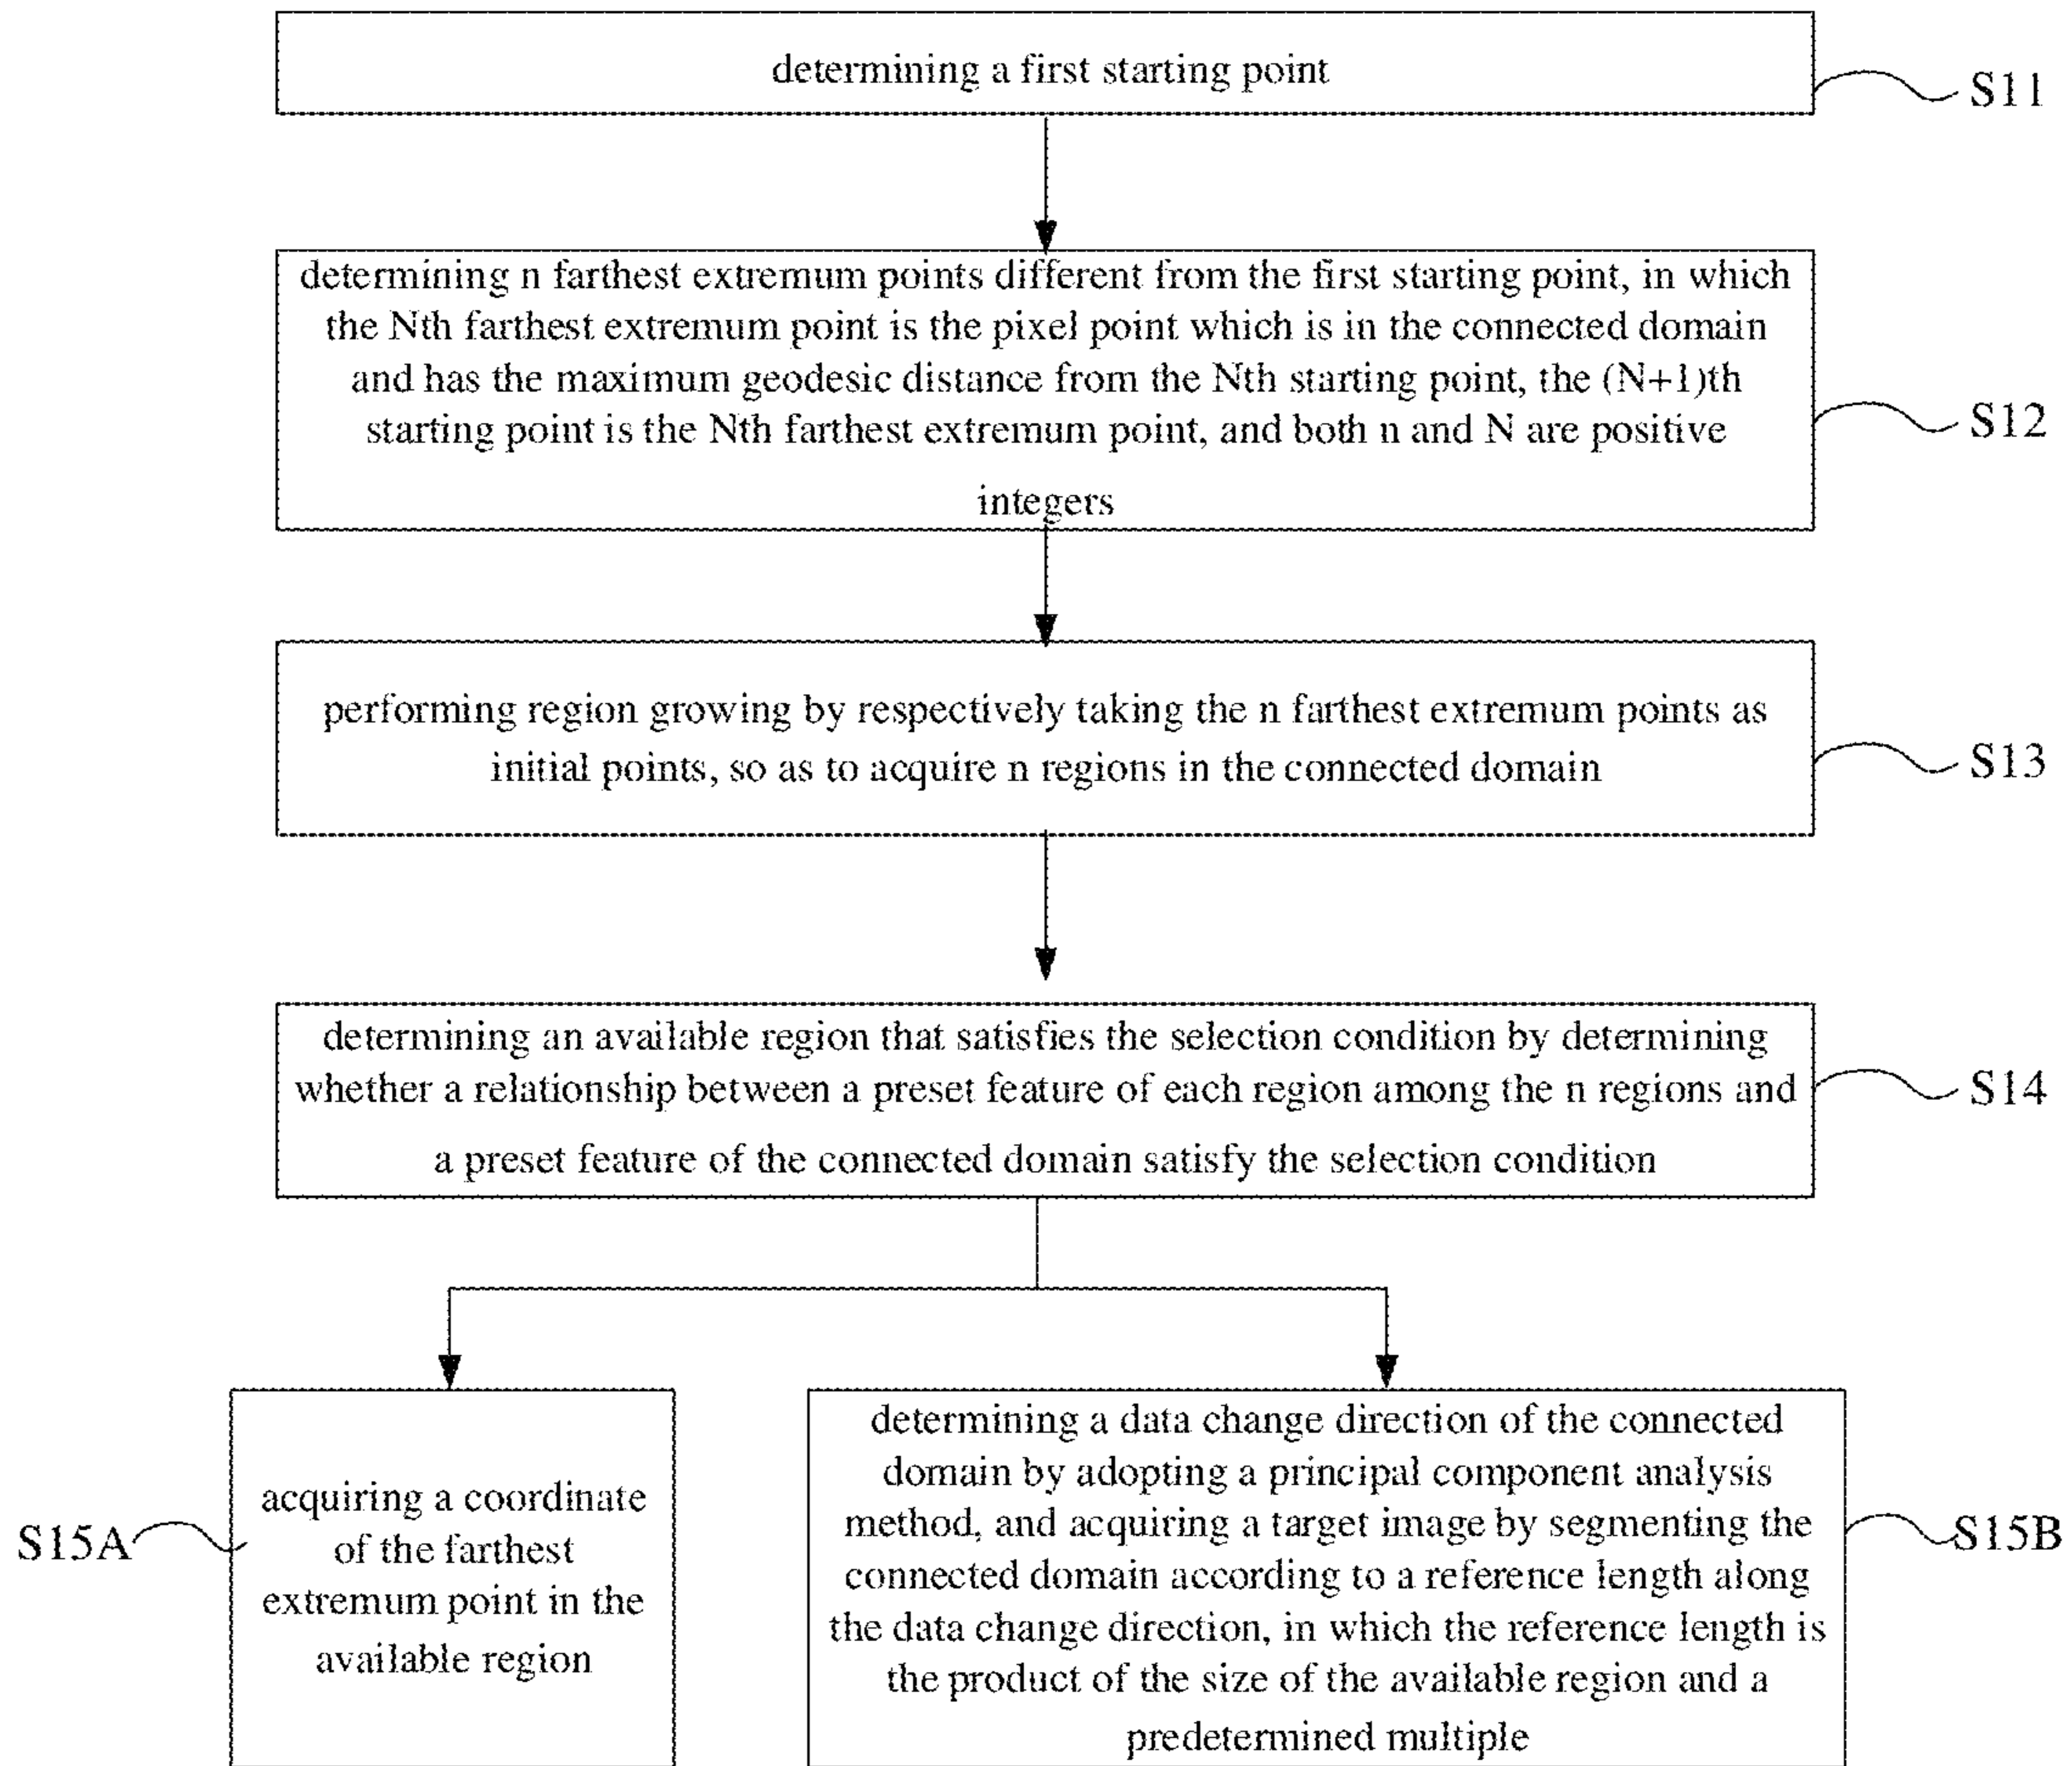 determining a first starting point
S11
determining n farthest extremum points different from the first starting point, in which
the Nth farthest extremum point is the pixel point which is in the connected domain
and has the maximum geodesic distance from the Nth starting point, the (N+1)th
starting point is the Nth farthest extremum point, and both n and N are positive
integers
S12
performing region growing by respectively taking the n farthest extremum points as
initial points, so as to acquire n regions in the connected domain
S13
determining an available region that satisfies the selection condition by determining
whether a relationship between a preset feature of each region among the n regions and
a preset feature of the connected domain satisfy the selection condition
S14
S15A
acquiring a coordinate
of the farthest
extremum point in the
available region
determining a data change direction of the connected
domain by adopting a principal component analysis
method, and acquiring a target image by segmenting the
connected domain according to a reference length along
the data change direction, in which the reference length is
the product of the size of the available region and a
predetermined multiple
S15B